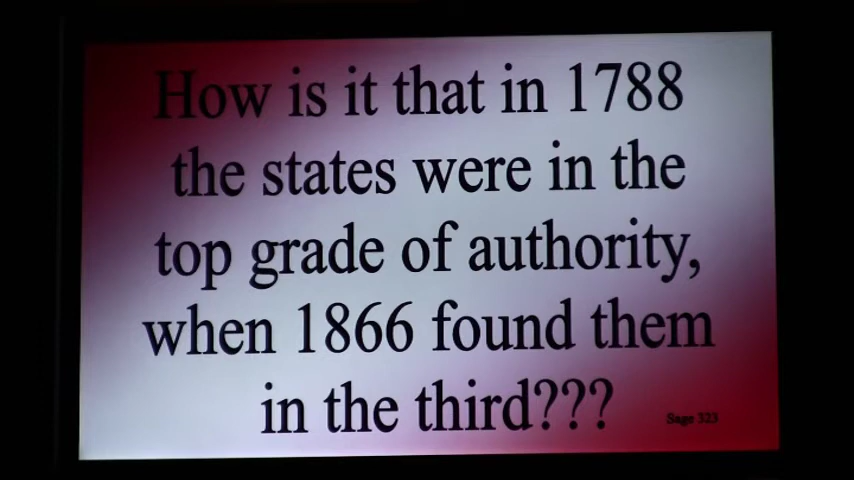 How is it that in 1788
the states were in the
top grade of authority,
when 1866 found them
in the third???
Sage 323